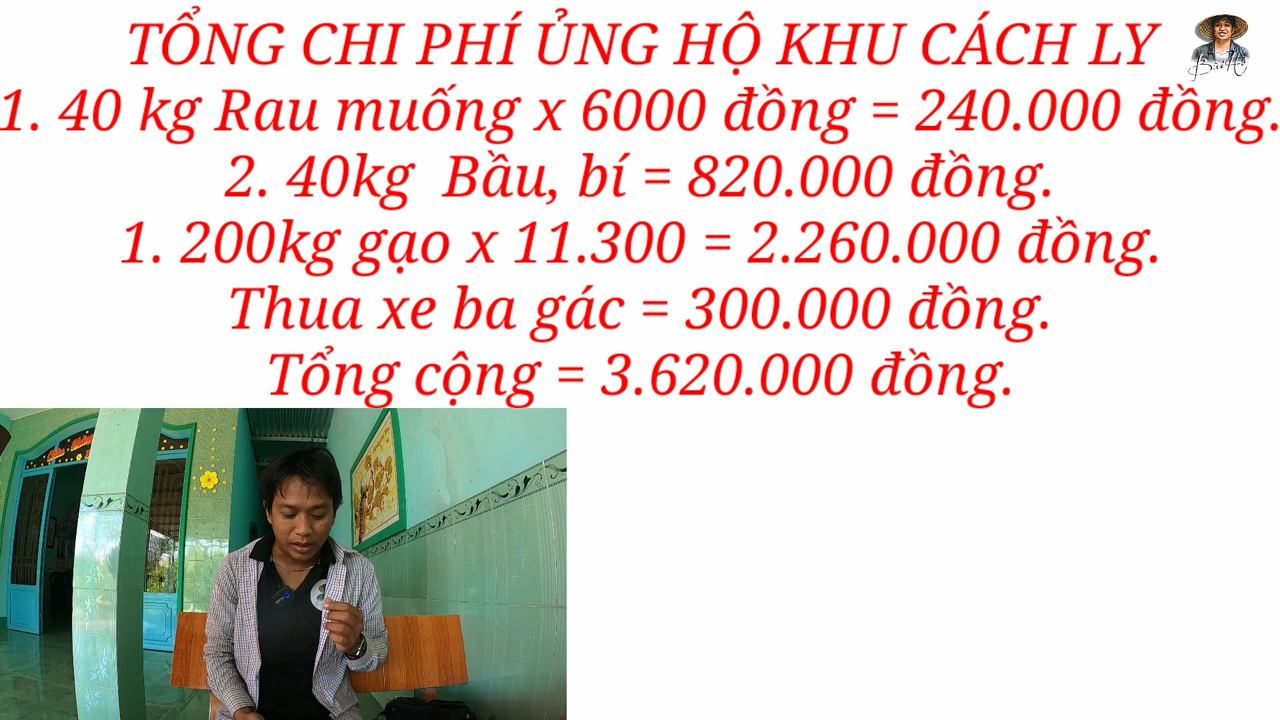 TỔNG CHI PHÍ ỦNG HỘ KHU CÁCH LY
1. 40 kg Rau muống x 6000 đồng = 240.000 đồng.
2. 40kg  Bầu, bí = 820.000 đồng.
1. 200kg gạo x 11.300 = 2.260.000 đồng.
Thua xe ba gác = 300.000 đồng.
Tổng cộng = 3.620.000 đồng.